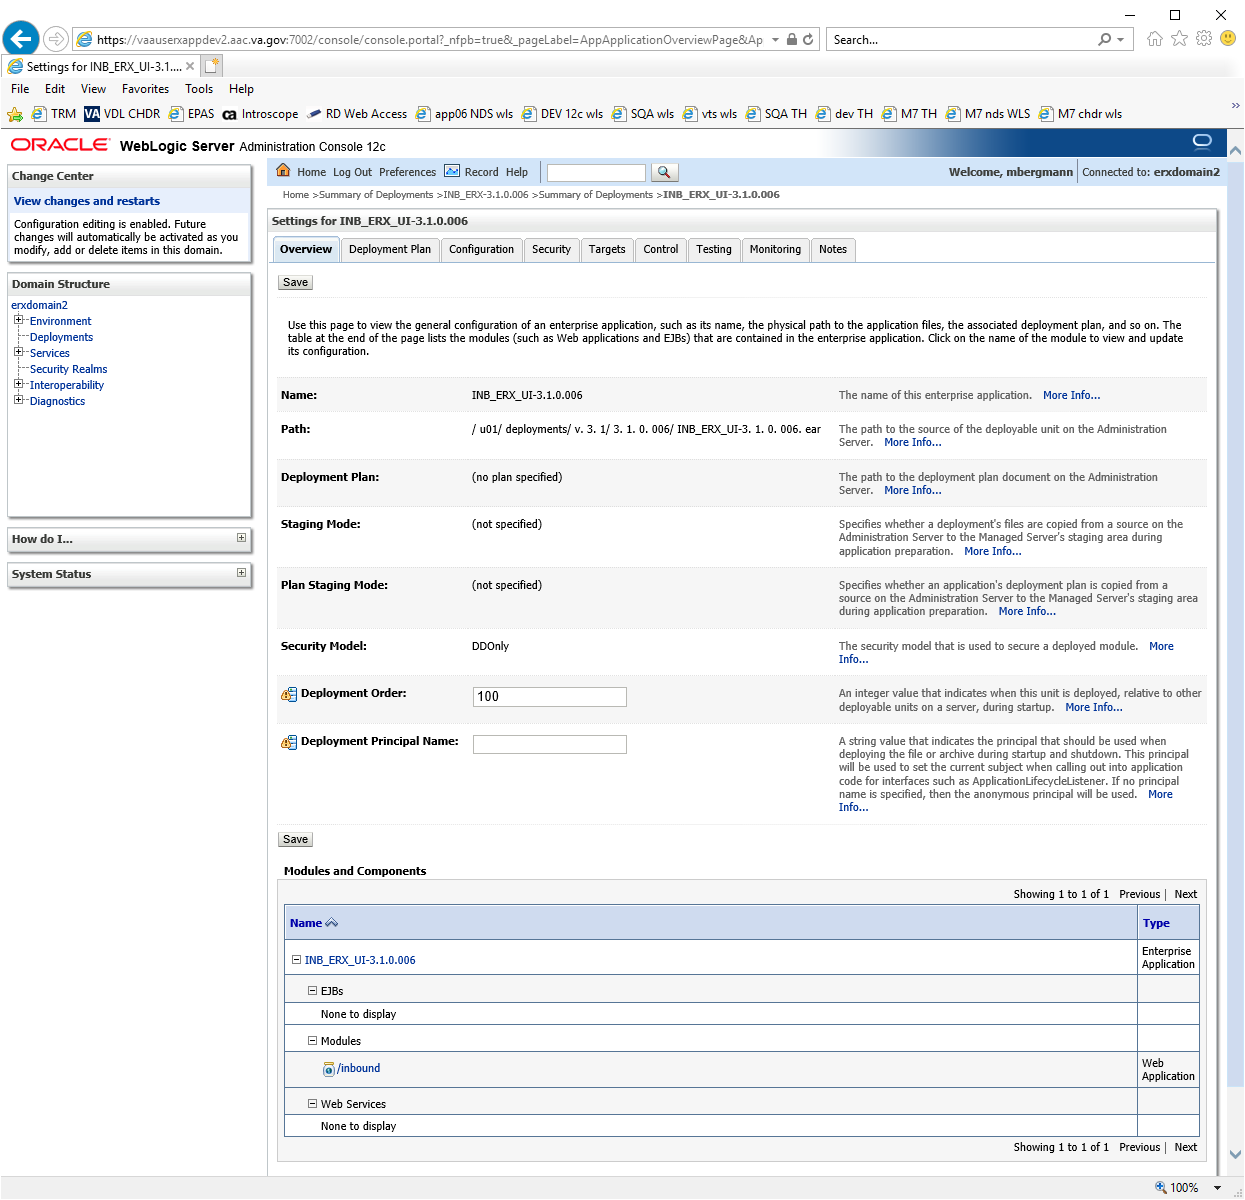 https://vaauserxappdev2.aac.va.gov:7002/console/console.portal?_nfpb=true&_pageLabel=AppApplicationOverviewPage&Ap
Search...
Settings for INB_ERX_UI-3.1....
File Edit View Favorites Tools Help
TRM VA VDL CHDR EPAS ca Introscope RD Web Access app06 NDS wls DEV 12c wls SQA wls vts wls SQA TH dev TH M7 TH M7 nds WLS M7 chdr wls
ORACLE WebLogic Server Administration Console 12c
Change Center
View changes and restarts
Configuration editing is enabled. Future
changes will automatically be activated as you
modify, add or delete items in this domain.
Domain Structure
erxdomain2
Environment
Deployments
Services
Security Realms
Interoperability
Diagnostics
How do I...
System Status
Home Log Out Preferences Record Help
Welcome, mbergmann Connected to: erxdomain2
Home >Summary of Deployments >INB_ERX-3.1.0.006 >Summary of Deployments >INB_ERX_UI-3.1.0.006
Settings for INB_ERX_UI-3.1.0.006
Overview Deployment Plan Configuration Security Targets Control Testing Monitoring Notes
Save
Use this page to view the general configuration of an enterprise application, such as its name, the physical path to the application files, the associated deployment plan, and so on. The
table at the end of the page lists the modules (such as Web applications and EJBs) that are contained in the enterprise application. Click on the name of the module to view and update
its configuration.
Name: INB_ERX_UI-3.1.0.006 The name of this enterprise application. More Info...
Path: / u01/ deployments/ v. 3. 1/ 3. 1. 0. 006/ INB_ERX_UI-3. 1. 0. 006. ear The path to the source of the deployable unit on the Administration
Server. More Info...
Deployment Plan: (no plan specified) The path to the deployment plan document on the Administration
Server. More Info...
Staging Mode: (not specified) Specifies whether a deployment's files are copied from a source on the
Administration Server to the Managed Server's staging area during
application preparation. More Info...
Plan Staging Mode: (not specified) Specifies whether an application's deployment plan is copied from a
source on the Administration Server to the Managed Server's staging area
during application preparation. More Info...
Security Model: DDOnly The security model that is used to secure a deployed module. More
Info...
Deployment Order: 100 An integer value that indicates when this unit is deployed, relative to other
deployable units on a server, during startup. More Info...
Deployment Principal Name: A string value that indicates the principal that should be used when
deploying the file or archive during startup and shutdown. This principal
will be used to set the current subject when calling out into application
code for interfaces such as ApplicationLifecycleListener. If no principal
name is specified, then the anonymous principal will be used. More
Info...
Save
Modules and Components
Showing 1 to 1 of 1 Previous | Next
Name Type
INB_ERX_UI-3.1.0.006 Enterprise
Application
EJBs
None to display
Modules
/inbound Web
Application
Web Services
None to display
Showing 1 to 1 of 1 Previous | Next
100%